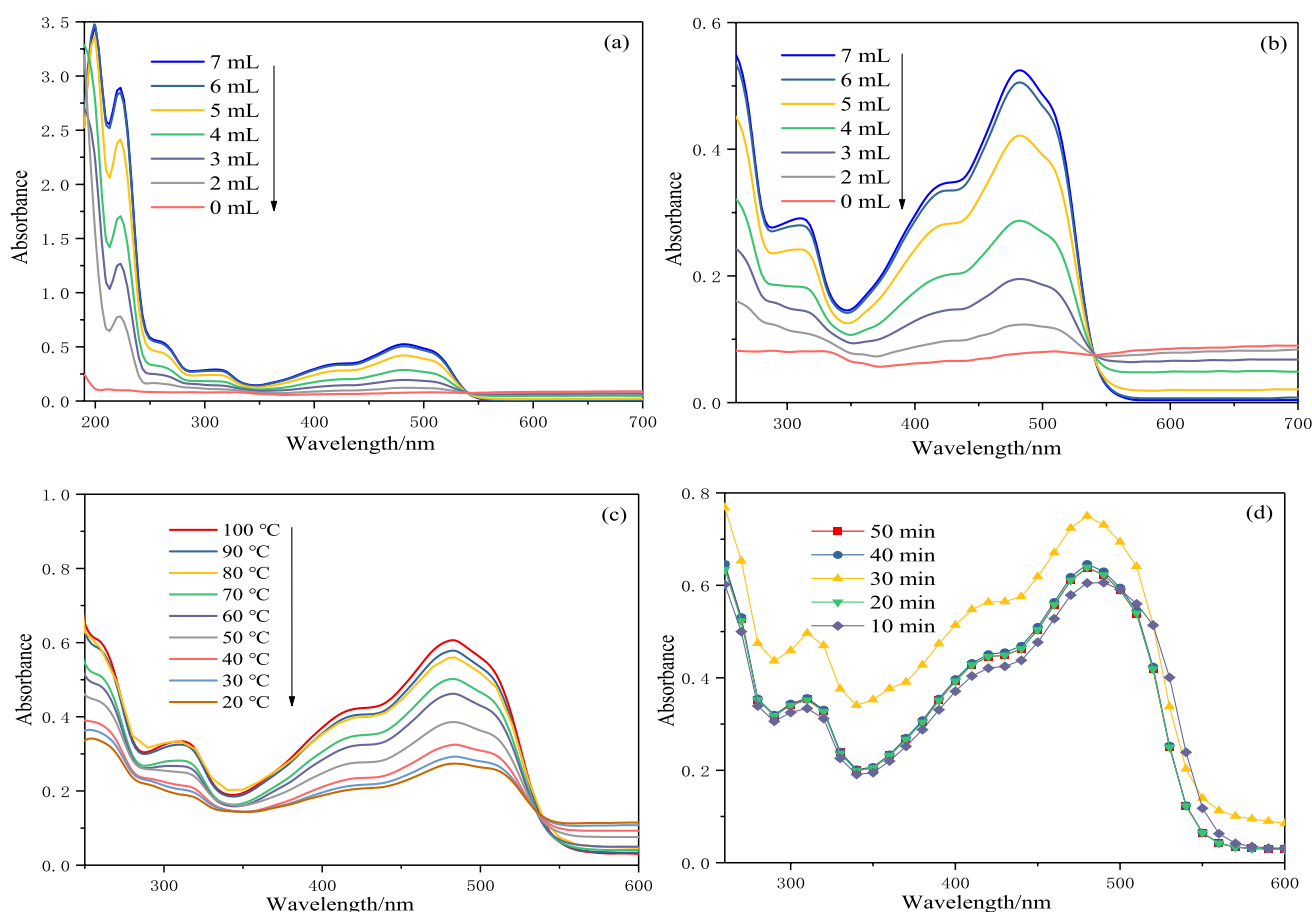 3.5
3.0
2.5
2.0
1.5
1.0
0.5
0.0
Absorbance
(a)
7 mL
6 mL
5 mL
4 mL
3 mL
2 mL
0 mL
200 300 400 500 600 700
Wavelength/nm
0.6
0.4
0.2
0.0
Absorbance
(b)
7 mL
6 mL
5 mL
4 mL
3 mL
2 mL
0 mL
300 400 500 600 700
Wavelength/nm
1.0
0.8
0.6
0.4
0.2
0.0
Absorbance
(c)
100 ℃
90 ℃
80 ℃
70 ℃
60 ℃
50 ℃
40 ℃
30 ℃
20 ℃
300 400 500 600
Wavelength/nm
0.8
0.6
0.4
0.2
0.0
Absorbance
(d)
50 min
40 min
30 min
20 min
10 min
300 400 500 600
Wavelength/nm